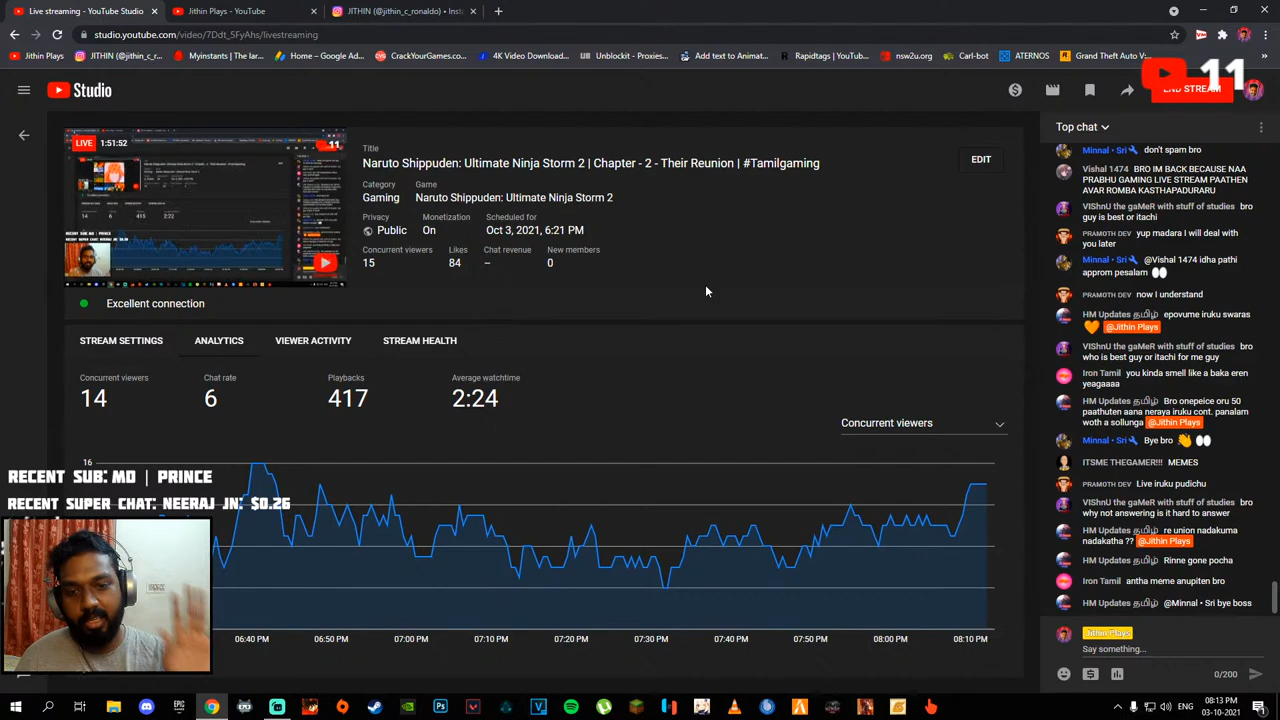 Live streaming - YouTube Studio
Jithin Plays - YouTube
JITHIN (@jithin_c_ronaldo) • Inst
studio.youtube.com/video/7Ddt_5FyAhs/livestreaming
Jithin Plays
JITHIN (@jithin_c_r...
Myinstants | The lar...
Home – Google Ad...
CrackYourGames.co...
4K Video Download...
Unblockit - Proxies...
Add text to Animat...
Rapidtags | YouTub...
nsw2u.org
Carl-bot
ATERNOS
Grand Theft Auto V...
Studio
11
END STREAM
LIVE
1:51:52
Title
Naruto Shippuden: Ultimate Ninja Storm 2 | Chapter - 2 - Their Reunion | Tamilgaming
EDIT
Category
Game
Gaming
Naruto Shippuden: Ultimate Ninja Storm 2
Privacy
Monetization
Scheduled for
Public
On
Oct 3, 2021, 6:21 PM
Concurrent viewers
Likes
Chat revenue
New members
15
84
–
0
Excellent connection
STREAM SETTINGS
ANALYTICS
VIEWER ACTIVITY
STREAM HEALTH
Concurrent viewers
Chat rate
Playbacks
Average watchtime
14
6
417
2:24
Concurrent viewers
16
RECENT SUB: MD | PRINCE
RECENT SUPER CHAT: NEERAJ JN: $0.26
06:40 PM
06:50 PM
07:00 PM
07:10 PM
07:20 PM
07:30 PM
07:40 PM
07:50 PM
08:00 PM
08:10 PM
Top chat
Minnal • Sri don't spam bro
Vishal 1474 BRO IM BACK BECAUSE NAA
PRABHU GAMING LIVE STREAM PAATHEN
AVAR ROMBA KASTHAPADURARU
VIShnU the gaMeR with stuff of studies bro
guy is best or itachi
PRAMOTH DEV yup madara I will deal with
you later
Minnal • Sri @Vishal 1474 idha pathi
approm pesalam
PRAMOTH DEV now I understand
HM Updates தமிழ் epovume iruku swaras
@Jithin Plays
VIShnU the gaMeR with stuff of studies bro
who is best guy or itachi for me guy
Iron Tamil you kinda smell like a baka eren
yeagaaaa
HM Updates தமிழ் Bro onepeice oru 50
paathuten aana neraya iruku cont. panalam
woth a sollunga @Jithin Plays
Minnal • Sri Bye bro
ITSME THEGAMER!!! MEMES
PRAMOTH DEV Live iruku pudichu
VIShnU the gaMeR with stuff of studies bro
why not answering is it hard to answer
HM Updates தமிழ் re union nadakuma
nadakatha ?? @Jithin Plays
HM Updates தமிழ் Rinne gone pocha
Iron Tamil antha meme anupiten bro
HM Updates தமிழ் @Minnal • Sri bye boss
Jithin Plays
Say something...
0/200
ENG
08:13 PM
03-10-2021